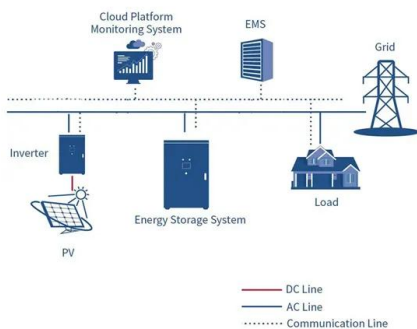 Cloud Platform
Monitoring System
EMS
Grid
Inverter
Energy Storage System
Load
PV
DC Line
AC Line
Communication Line